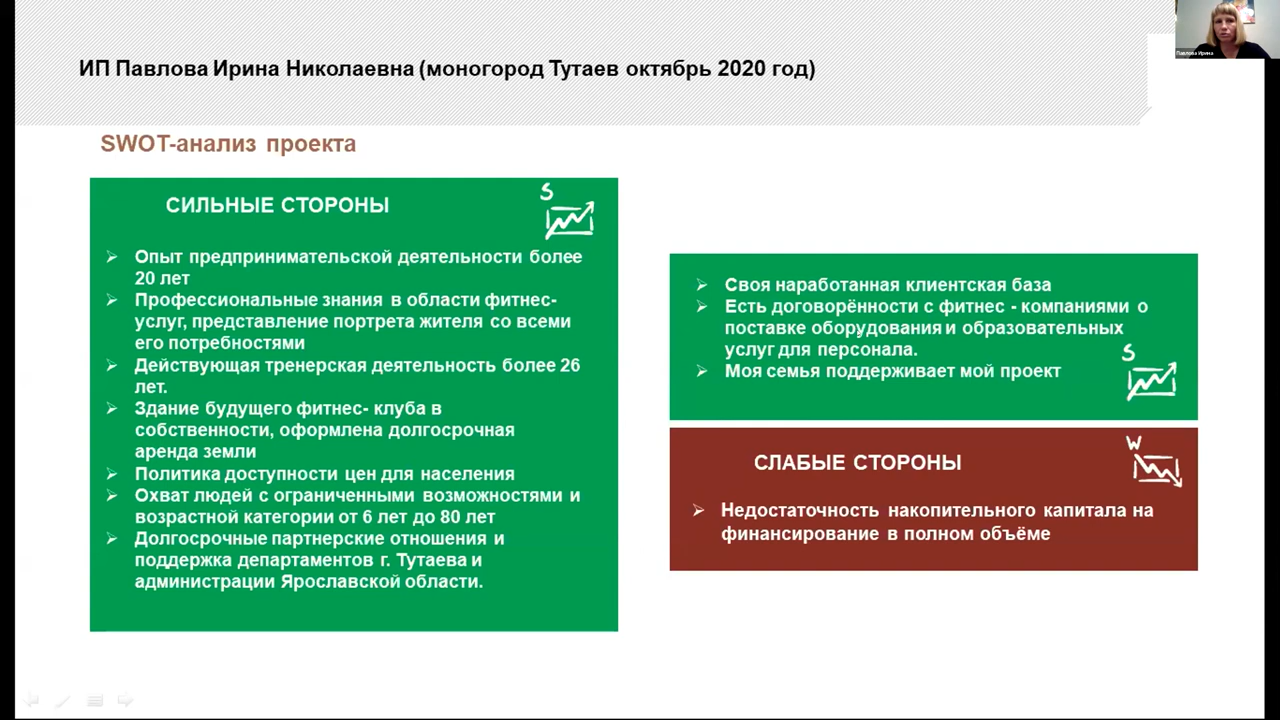 ИП Павлова Ирина Николаевна (моногород Тутаев октябрь 2020 год)
Павлова Ирина
SWOT-анализ проекта
СИЛЬНЫЕ СТОРОНЫ
S
Опыт предпринимательской деятельности более
20 лет
Профессиональные знания в области фитнес-
услуг, представление портрета жителя со всеми
его потребностями
Действующая тренерская деятельность более 26
лет.
Здание будущего фитнес- клуба в
собственности, оформлена долгосрочная
аренда земли
Политика доступности цен для населения
Охват людей с ограниченными возможностями и
возрастной категории от 6 лет до 80 лет
Долгосрочные партнерские отношения и
поддержка департаментов г. Тутаева и
администрации Ярославской области.
Своя наработанная клиентская база
Есть договорённости с фитнес - компаниями о
поставке оборудования и образовательных
услуг для персонала.
Моя семья поддерживает мой проект
S
СЛАБЫЕ СТОРОНЫ
W
Недостаточность накопительного капитала на
финансирование в полном объёме